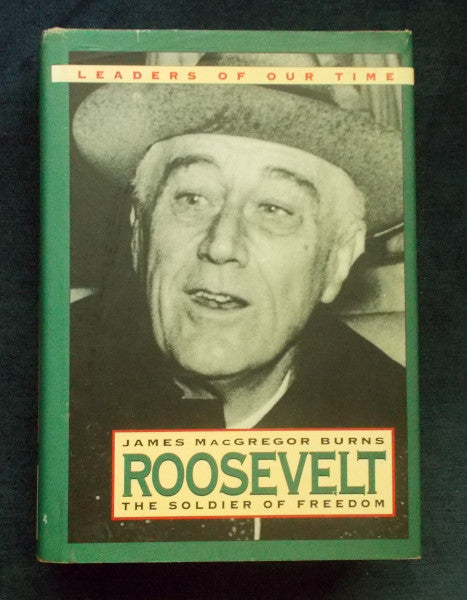 LEADERS OF OUR TIME
JAMES MACGREGOR BURNS
ROOSEVELT
THE SOLDIER OF FREEDOM